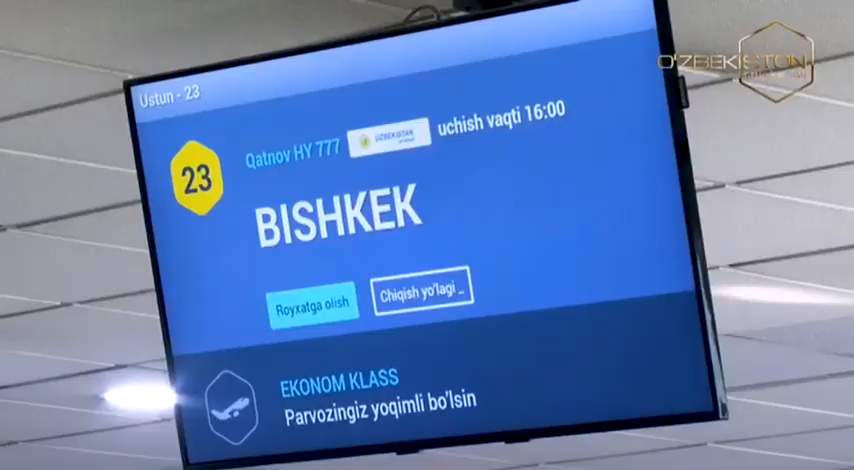 O'ZBEKISTON
Ustun - 23
23
Qatnov HY 777 UZBEKISTAN uchish vaqti 16:00
BISHKEK
Royxatga olish
Chiqish yo'lagi _
EKONOM KLASS
Parvozingiz yoqimli bo'lsin